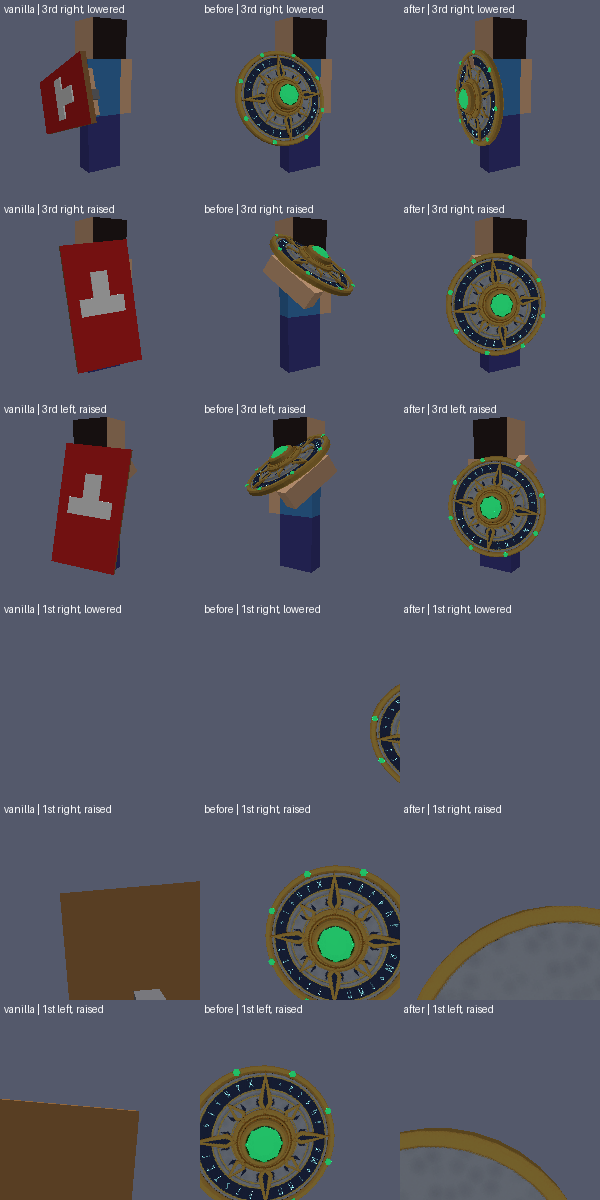 vanilla | 3rd right, lowered
before | 3rd right, lowered
after | 3rd right, lowered
vanilla | 3rd right, raised
before | 3rd right, raised
after | 3rd right, raised
vanilla | 3rd left, raised
before | 3rd left, raised
after | 3rd left, raised
vanilla | 1st right, lowered
before | 1st right, lowered
after | 1st right, lowered
vanilla | 1st right, raised
before | 1st right, raised
after | 1st right, raised
vanilla | 1st left, raised
before | 1st left, raised
after | 1st left, raised